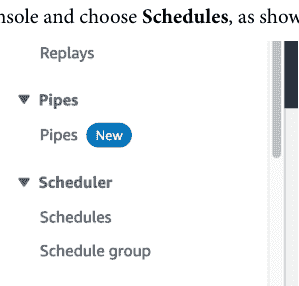 nsole and choose Schedules, as show
Replays
Pipes
Pipes New
Scheduler
Schedules
Schedule group